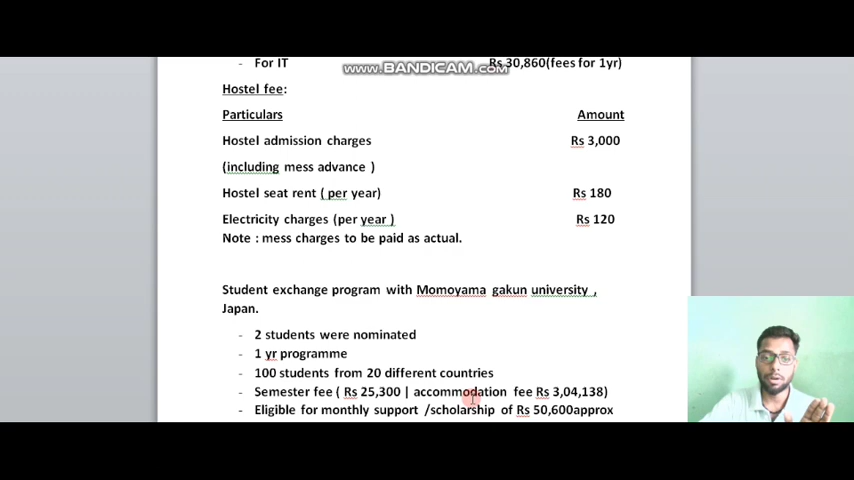 - For IT Rs 30,860(fees for 1yr)
www.BANDICAM.com
Hostel fee:
Particulars Amount
Hostel admission charges Rs 3,000
(including mess advance )
Hostel seat rent ( per year) Rs 180
Electricity charges (per year ) Rs 120
Note : mess charges to be paid as actual.
Student exchange program with Momoyama gakun university ,
Japan.
- 2 students were nominated
- 1 yr programme
- 100 students from 20 different countries
- Semester fee ( Rs 25,300 | accommodation fee Rs 3,04,138)
- Eligible for monthly support /scholarship of Rs 50,600approx